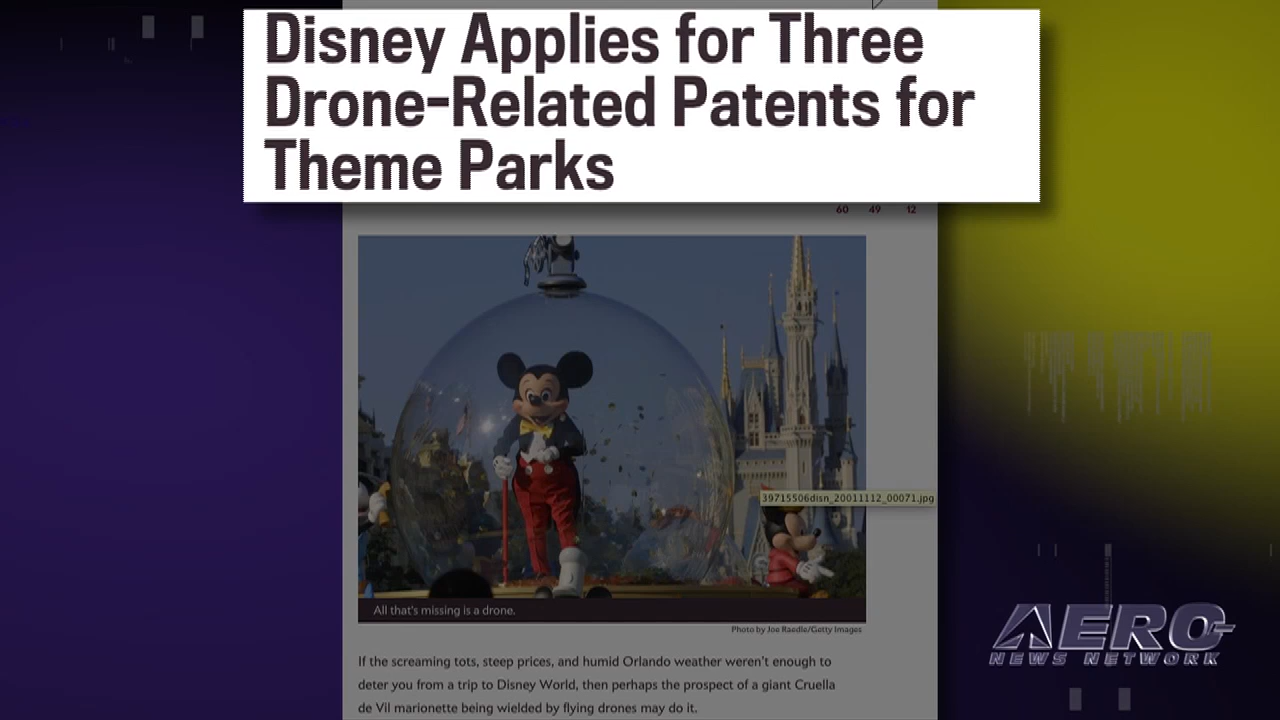 Disney Applies for Three
Drone-Related Patents for
Theme Parks
60 49 12
39715506disn_20011112_00071.jpg
All that's missing is a drone.
Photo by Joe Raedle/Getty Images
If the screaming tots, steep prices, and humid Orlando weather weren't enough to
deter you from a trip to Disney World, then perhaps the prospect of a giant Cruella
de Vil marionette being wielded by flying drones may do it.
AERO
NEWS NETWORK